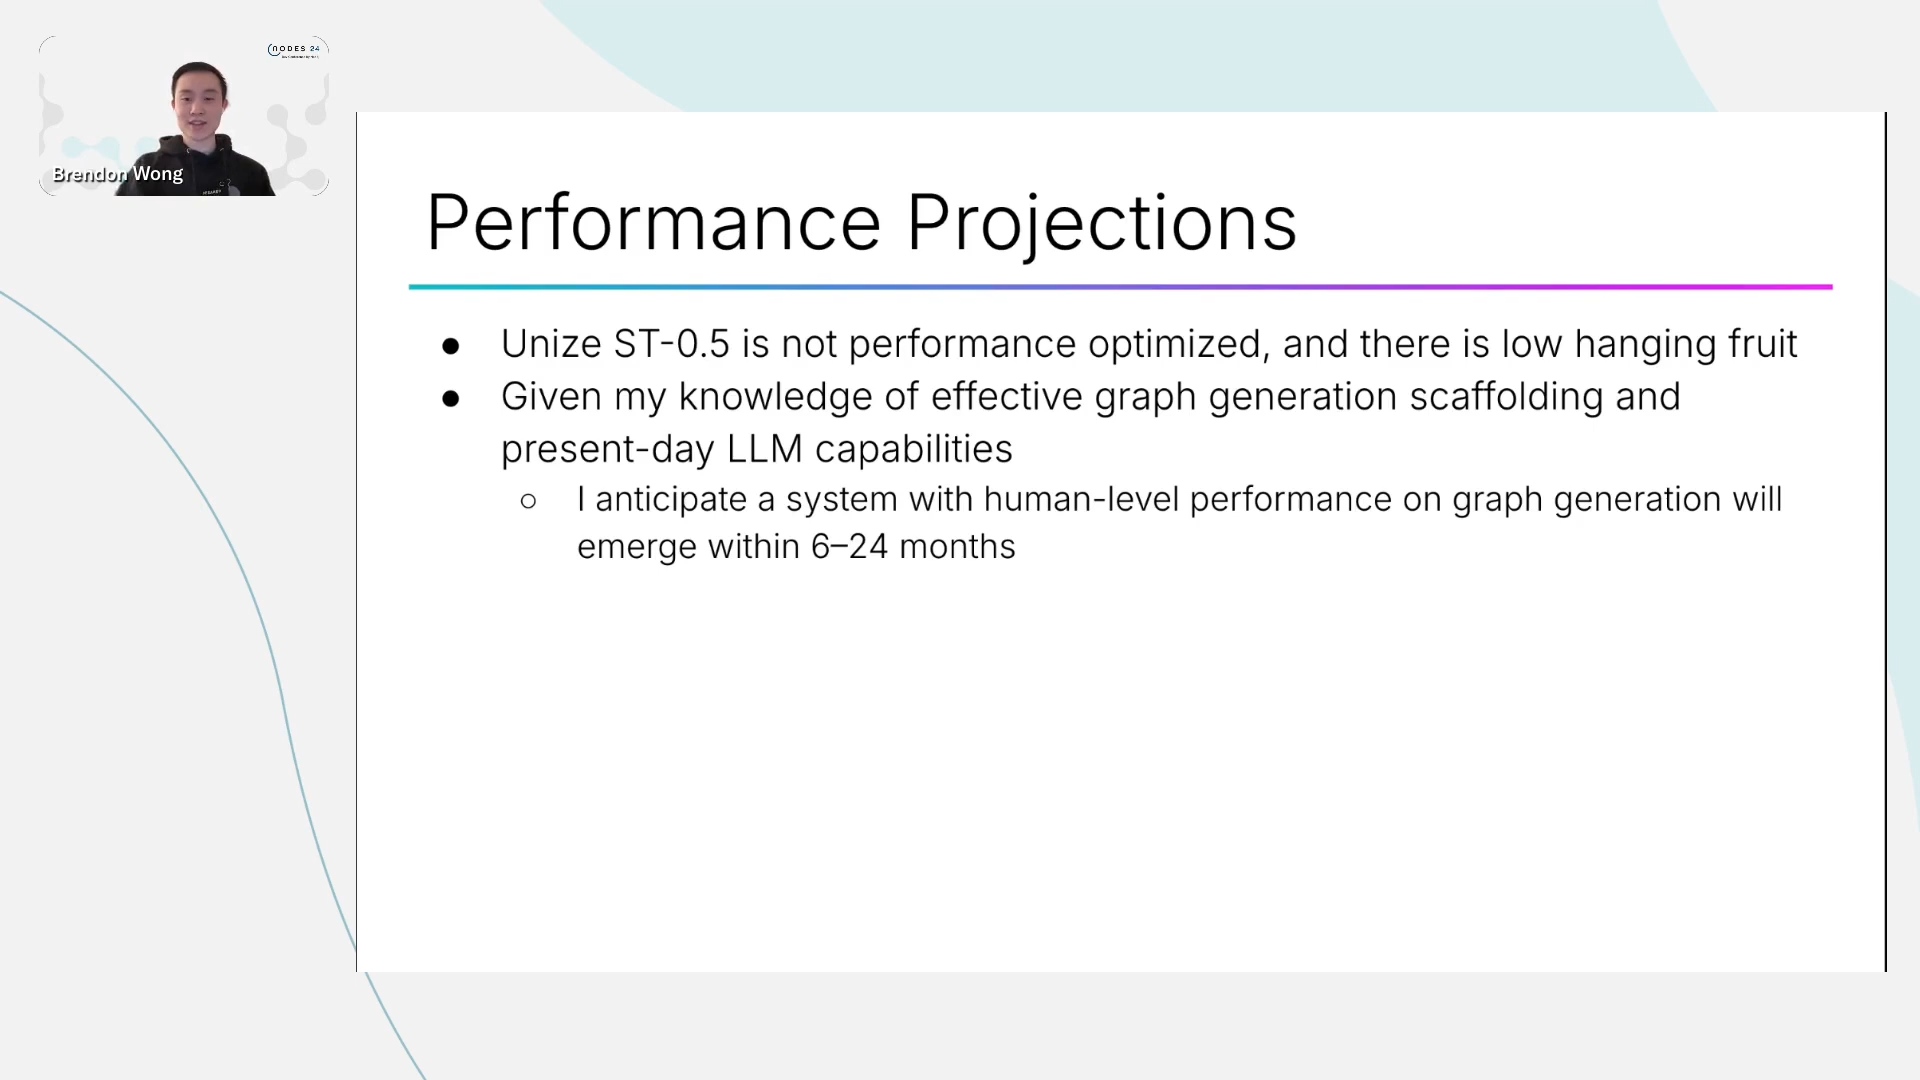 NODES 24
Brendon Wong
Performance Projections
● Unize ST-0.5 is not performance optimized, and there is low hanging fruit
● Given my knowledge of effective graph generation scaffolding and
present-day LLM capabilities
○ I anticipate a system with human-level performance on graph generation will
emerge within 6–24 months